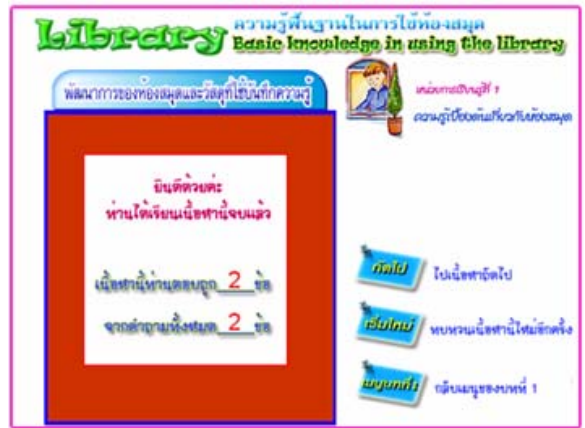 Library ความรู้พื้นฐานในการใช้ห้องสมุด
Basic knowledge in using the library
พัฒนาการของห้องสมุดและวัสดุที่ใช้บันทึกความรู้
หน่วยการเรียนรู้ที่ 1
ความรู้เบื้องต้นเกี่ยวกับห้องสมุด
ยินดีด้วยค่ะ
ท่านได้เรียนเนื้อหานี้จบแล้ว
เนื้อหานี้ท่านตอบถูก 2 ข้อ
จากคำถามทั้งหมด 2 ข้อ
ถัดไป ไปเนื้อหาถัดไป
เริ่มใหม่ ทบทวนเนื้อหานี้ใหม่อีกครั้ง
เมนูบทที่1 กลับเมนูของบทที่ 1